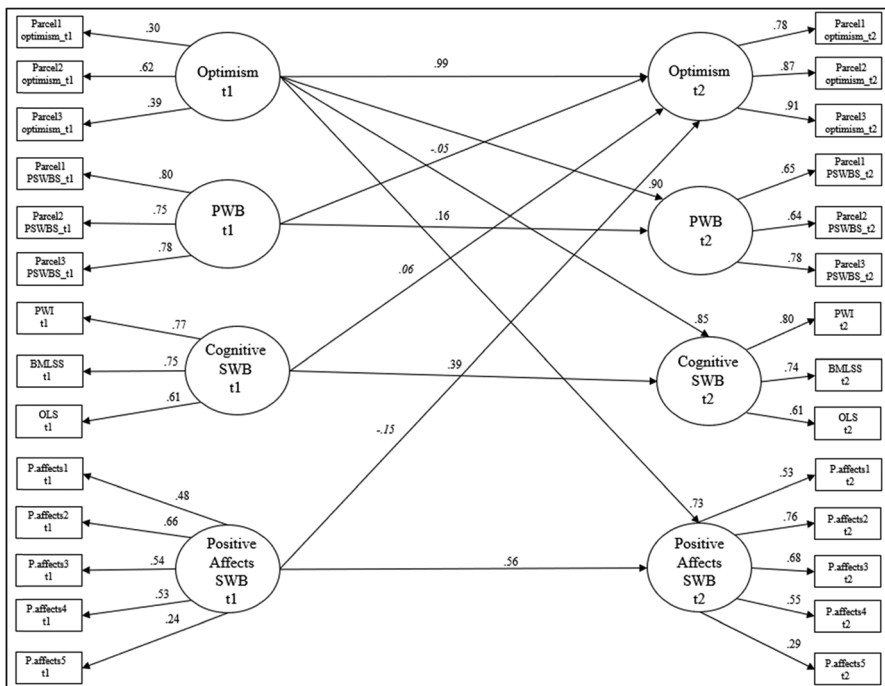 Parcel1
optimism_t1
.30
Parcel2
optimism_t1
.62
Parcel3
optimism_t1
.39
Optimism
t1
.99
Optimism
t2
.78
Parcel1
optimism_t2
.87
Parcel2
optimism_t2
.91
Parcel3
optimism_t2
Parcel1
PSWBS_t1
.80
Parcel2
PSWBS_t1
.75
Parcel3
PSWBS_t1
.78
PWB
t1
-.05
.16
.90
PWB
t2
.65
Parcel1
PSWBS_t2
.64
Parcel2
PSWBS_t2
.78
Parcel3
PSWBS_t2
PWI
t1
.77
BMLSS
t1
.75
OLS
t1
.61
Cognitive
SWB
t1
.06
.39
.85
Cognitive
SWB
t2
.80
PWI
t2
.74
BMLSS
t2
.61
OLS
t2
P.affects1
t1
.48
P.affects2
t1
.66
P.affects3
t1
.54
P.affects4
t1
.53
P.affects5
t1
.24
Positive
Affects
SWB
t1
-.15
.56
.73
Positive
Affects
SWB
t2
.53
P.affects1
t2
.76
P.affects2
t2
.68
P.affects3
t2
.55
P.affects4
t2
.29
P.affects5
t2